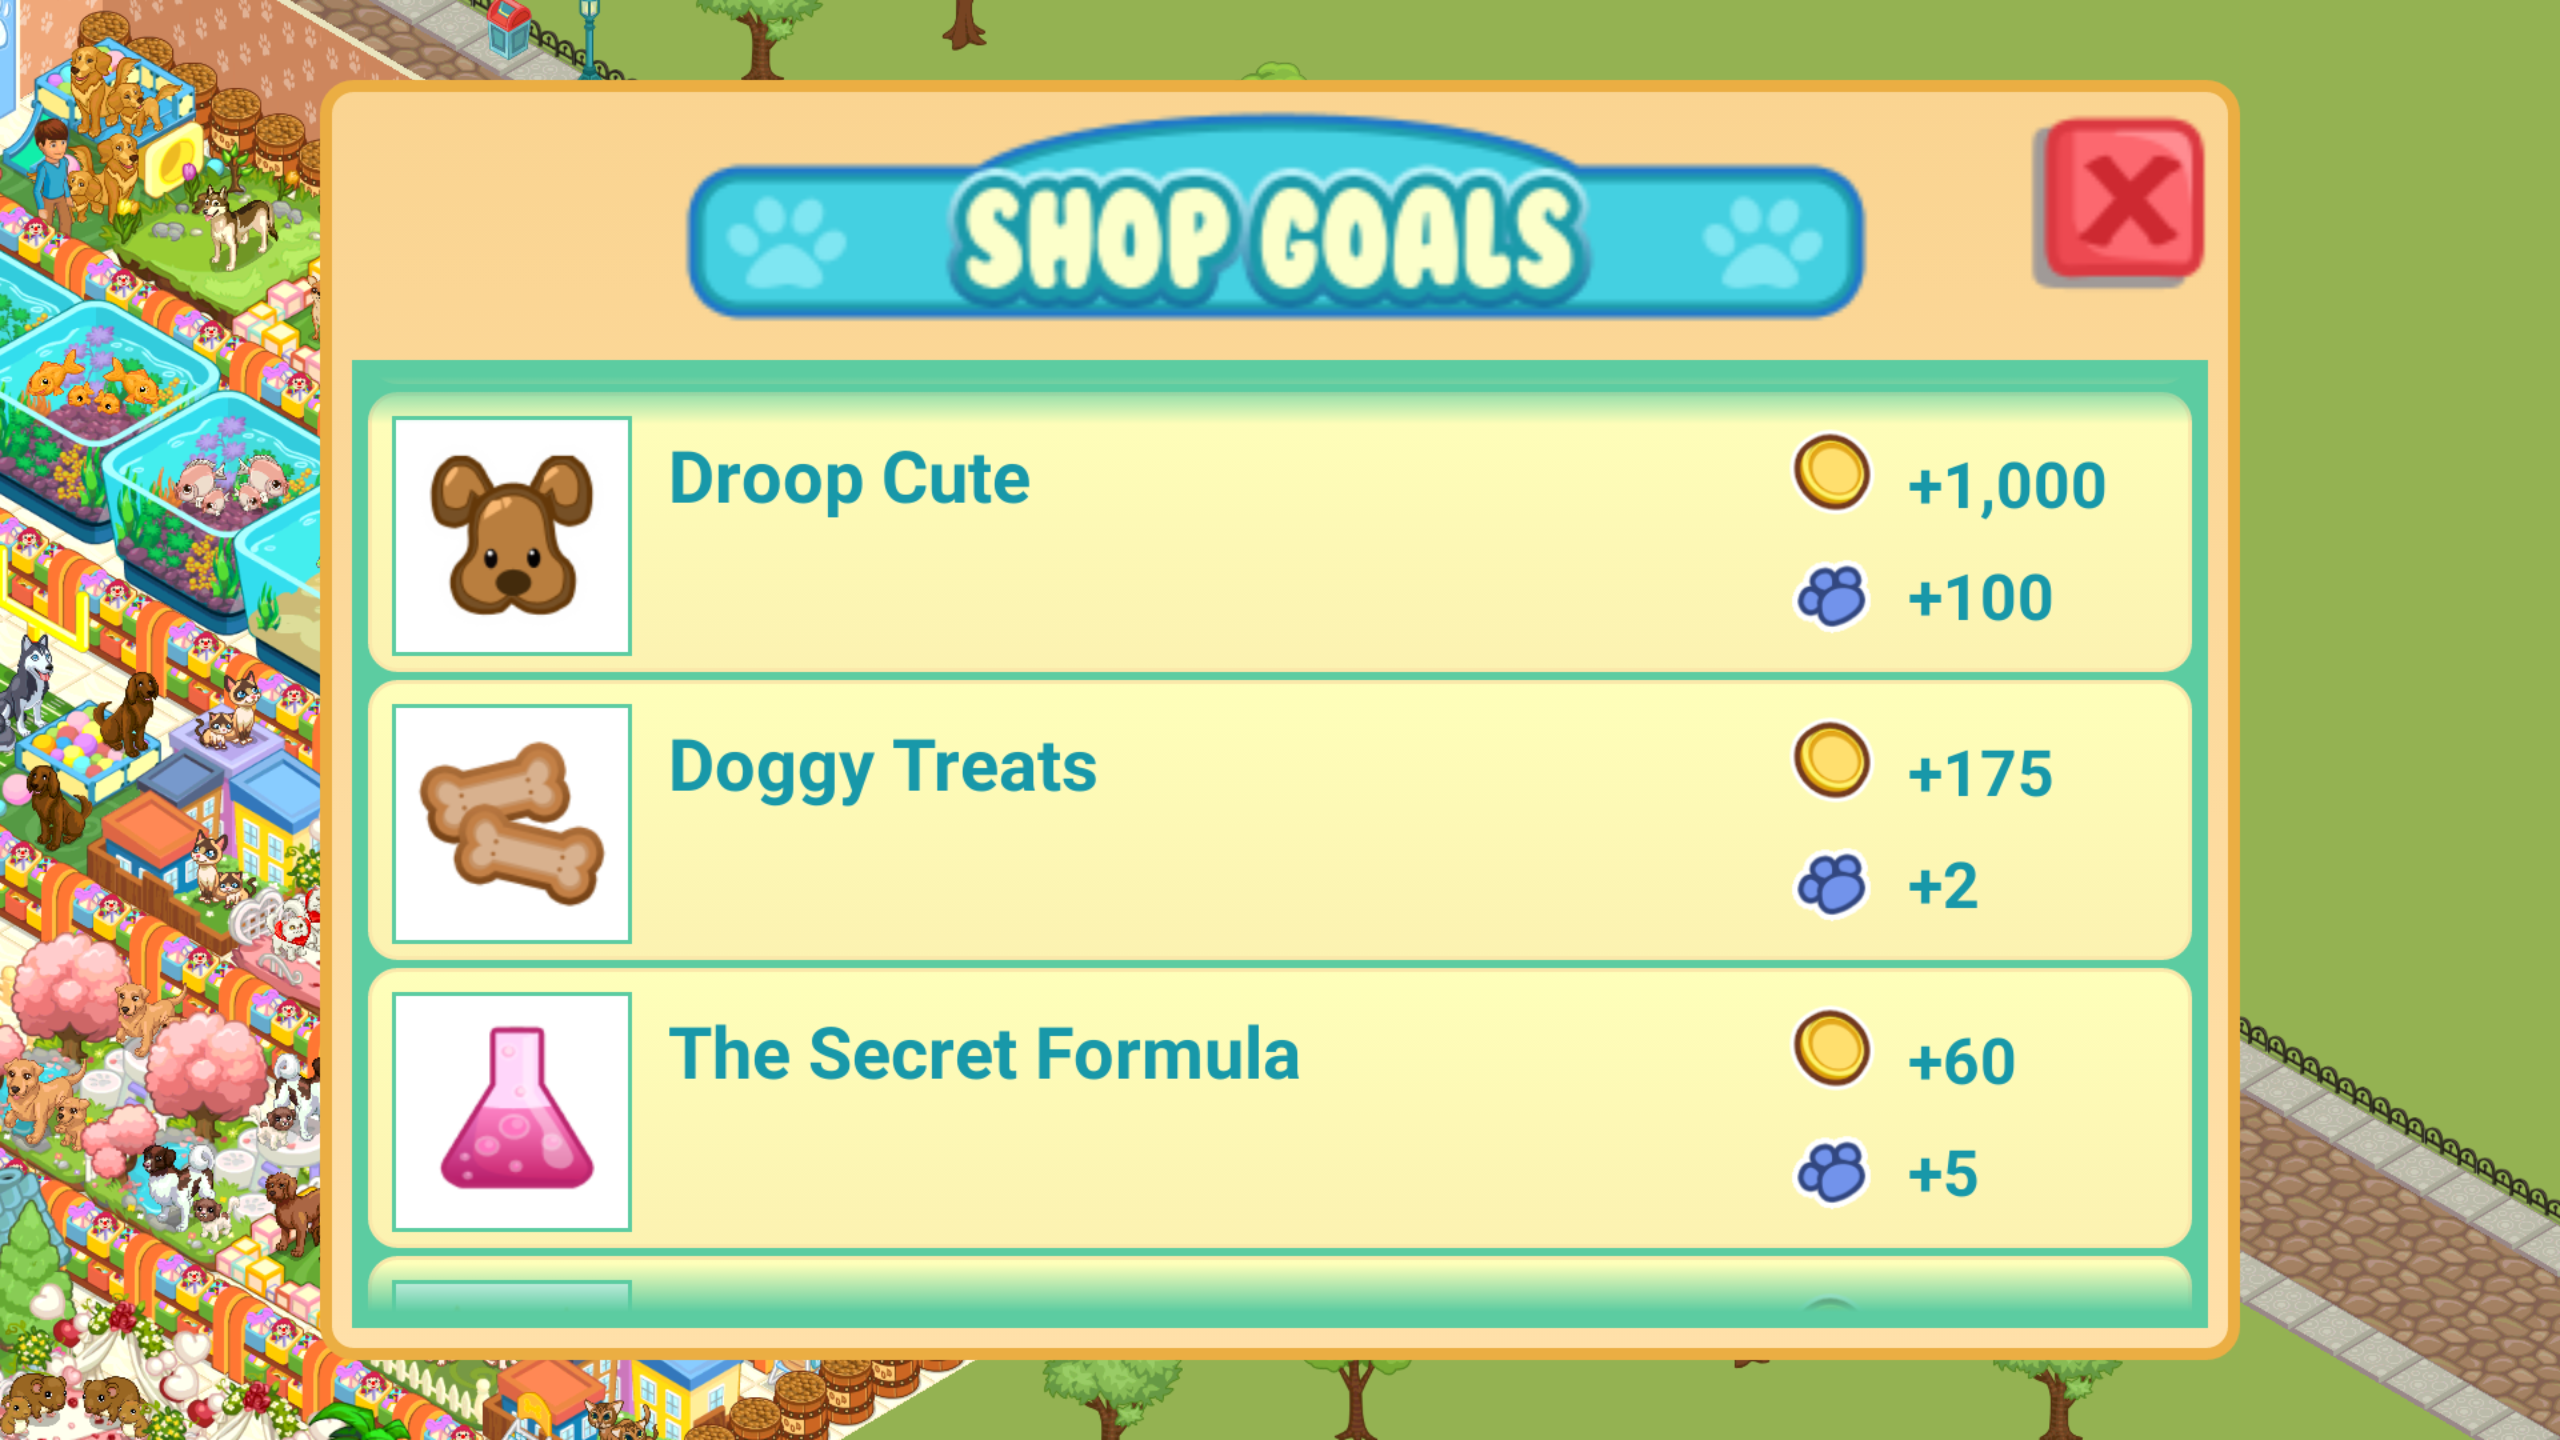 SHOP GOALS
Droop Cute
+1,000
+100
Doggy Treats
+175
+2
The Secret Formula
+60
+5